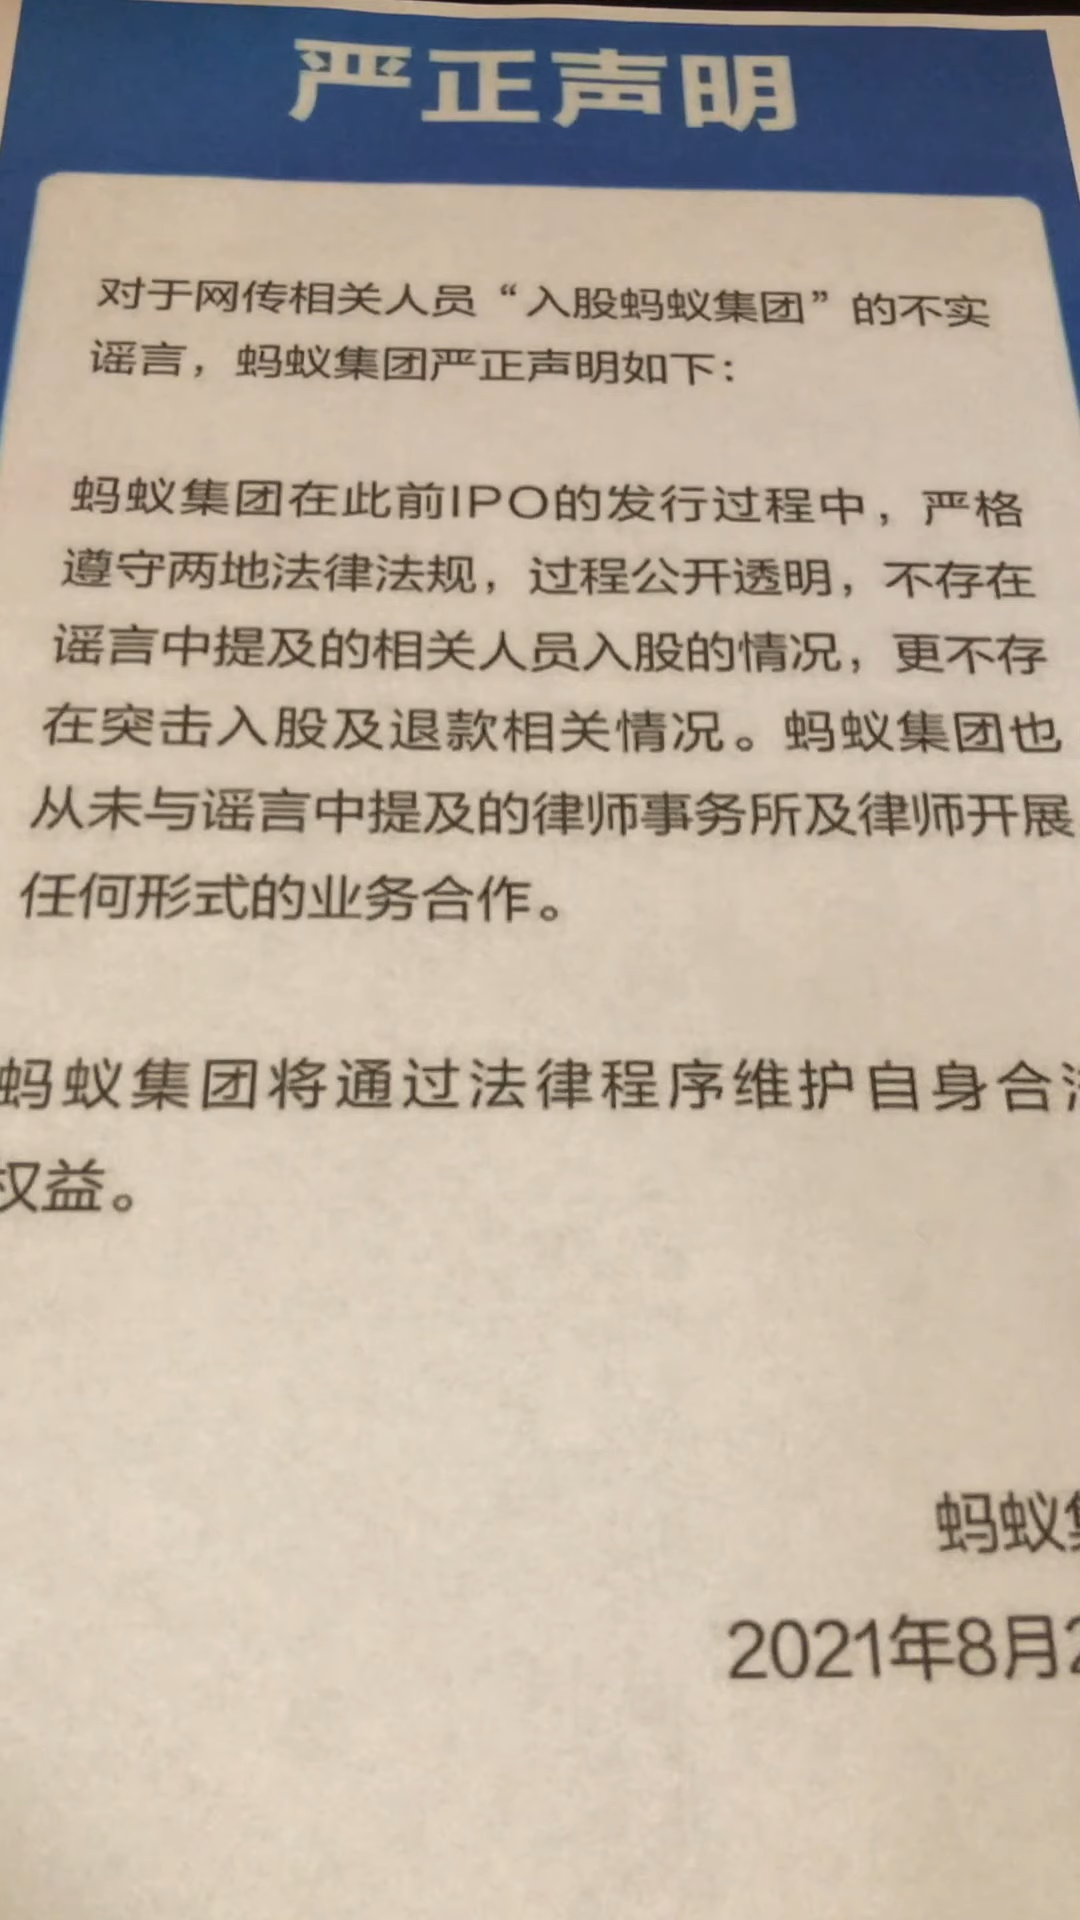 严正声明
对于网传相关人员“入股蚂蚁集团”的不实
谣言，蚂蚁集团严正声明如下：
蚂蚁集团在此前IPO的发行过程中，严格
遵守两地法律法规，过程公开透明，不存在
谣言中提及的相关人员入股的情况，更不存
在突击入股及退款相关情况。蚂蚁集团也
从未与谣言中提及的律师事务所及律师开展
任何形式的业务合作。
蚂蚁集团将通过法律程序维护自身合法
权益。
蚂蚁集
2021年8月2